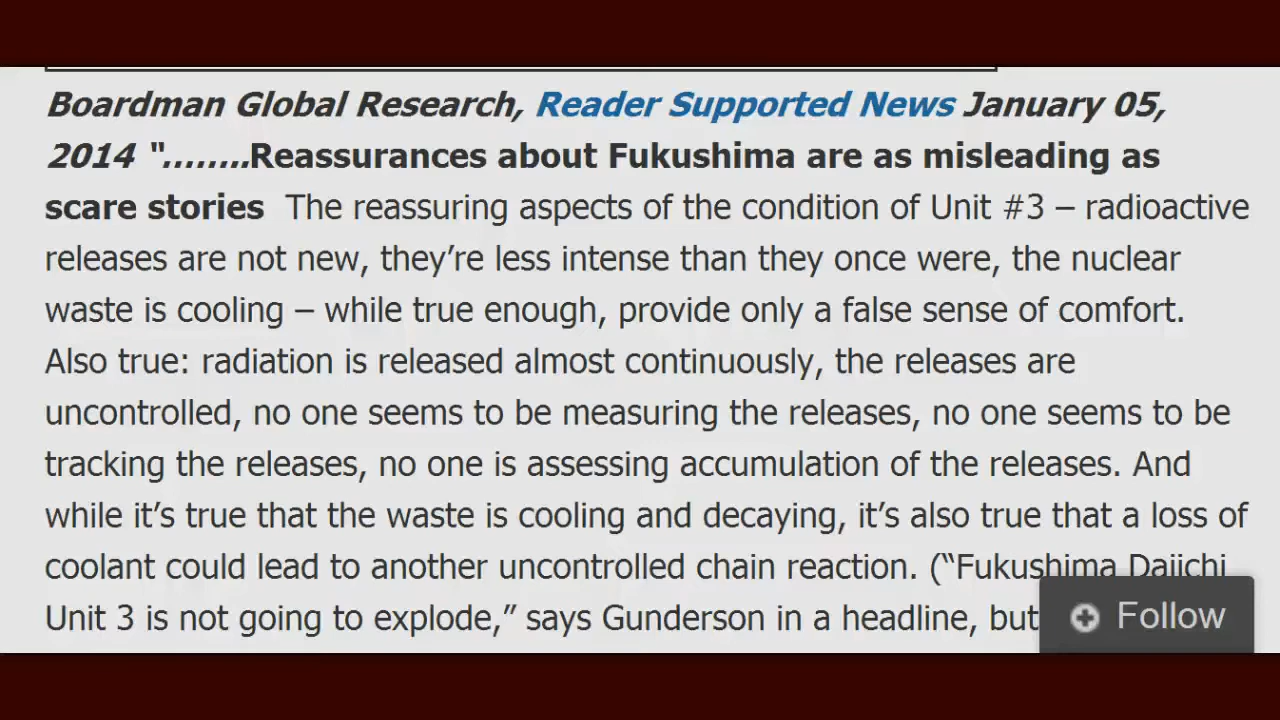 Boardman Global Research, Reader Supported News January 05,
2014 "........Reassurances about Fukushima are as misleading as
scare stories The reassuring aspects of the condition of Unit #3 – radioactive
releases are not new, they’re less intense than they once were, the nuclear
waste is cooling – while true enough, provide only a false sense of comfort.
Also true: radiation is released almost continuously, the releases are
uncontrolled, no one seems to be measuring the releases, no one seems to be
tracking the releases, no one is assessing accumulation of the releases. And
while it’s true that the waste is cooling and decaying, it’s also true that a loss of
coolant could lead to another uncontrolled chain reaction. (“Fukushima Daiichi
Unit 3 is not going to explode,” says Gunderson in a headline, but
Follow